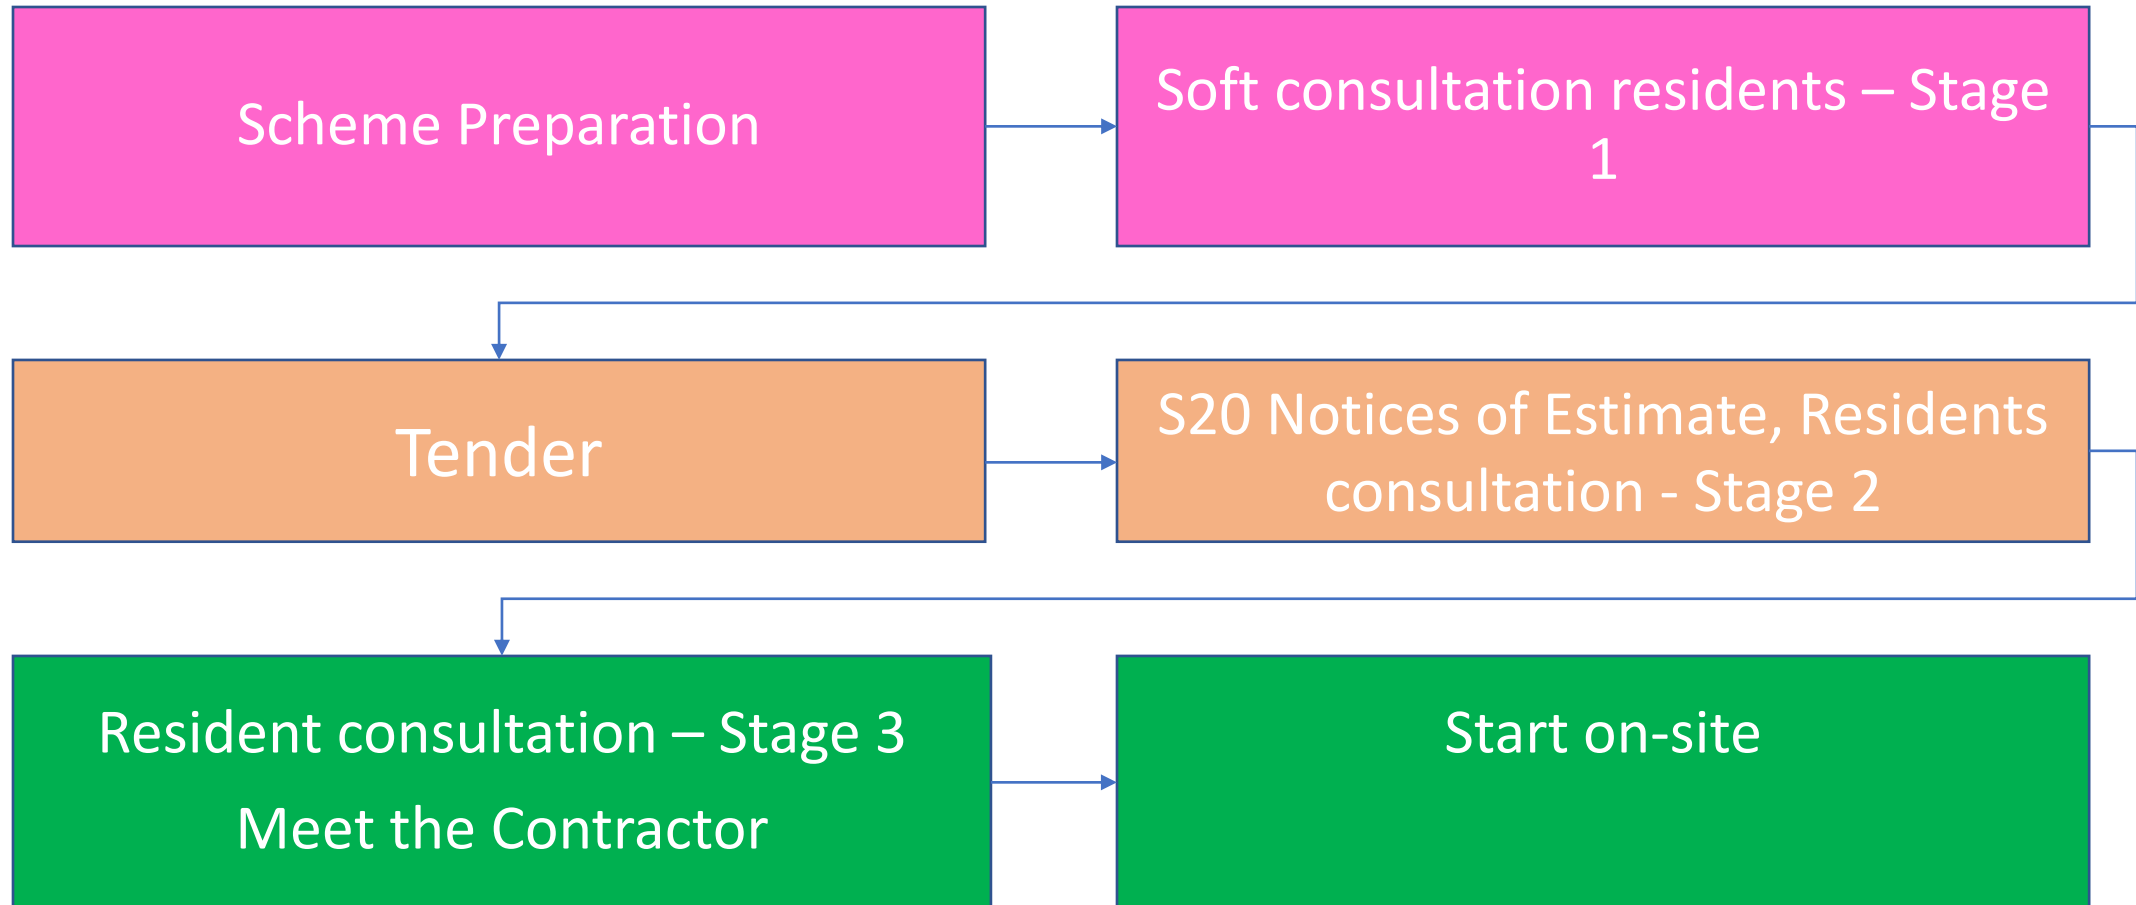 Scheme Preparation
Soft consultation residents – Stage
1
Tender
S20 Notices of Estimate, Residents
consultation - Stage 2
Resident consultation – Stage 3
Meet the Contractor
Start on-site